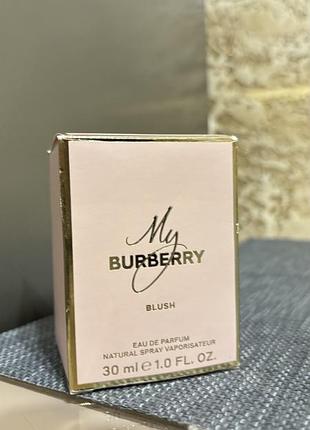 My
BURBERRY
BLUSH
EAU DE PARFUM
NATURAL SPRAY VAPORISATEUR
30 ml ℮ 1.0 FL. OZ.